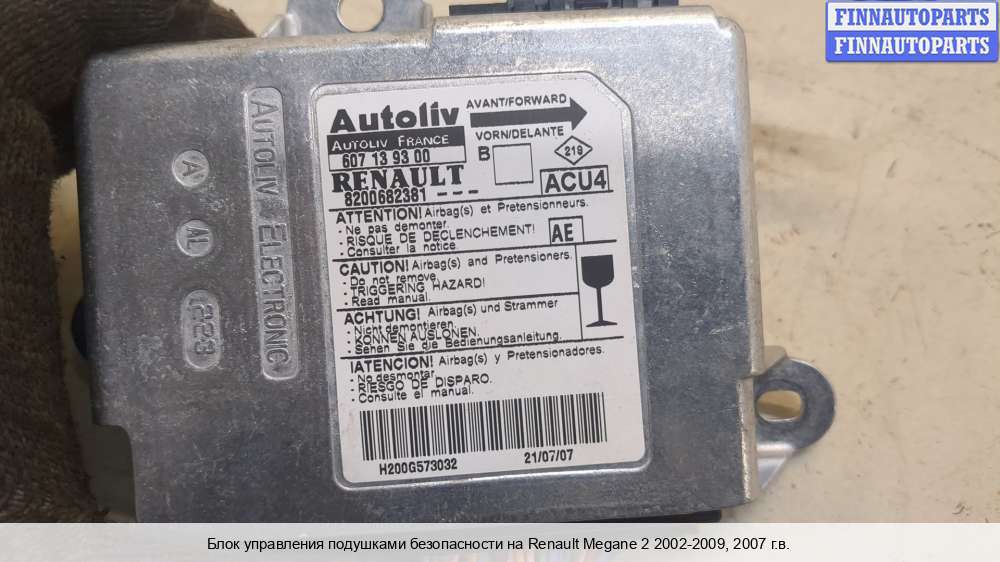 FINNAUTOPARTS
FINNAUTOPARTS
AUTOLIV ELECTRONIC
A
AL
Autoliv
AUTOLIV FRANCE
607 13 93 00
RENAULT
8200682381 - - -
AVANT/FORWARD
VORN/DELANTE
B
219
ACU4
ATTENTION! Airbag(s) et Pretensionneurs.
- Ne pas demonter.
- RISQUE DE DECLENCHEMENT!
- Consulter la notice.
AE
CAUTION! Airbag(s) and Pretensioners.
- Do not remove.
- TRIGGERING HAZARD!
- Read manual.
ACHTUNG! Airbag(s) und Strammer
- Nicht demontieren.
- KONNEN AUSLONEN.
- Sehen Sie die Bedienungsanleitung.
!ATENCION! Airbag(s) y Pretensionadores.
- No desmontar.
- RIESGO DE DISPARO.
- Consulte el manual.
H200G573032
21/07/07
Блок управления подушками безопасности на Renault Megane 2 2002-2009, 2007 г.в.